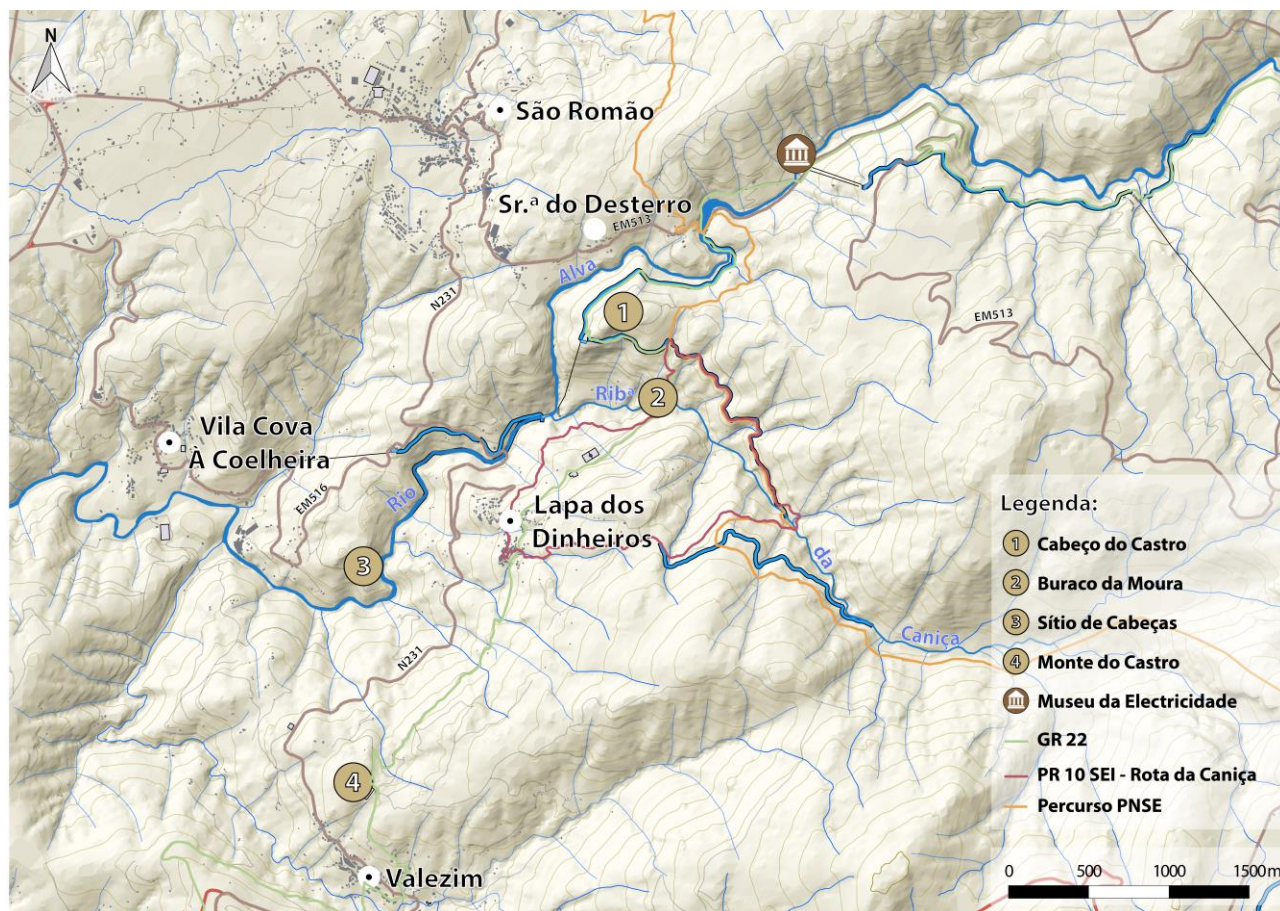 N
São Romão
Sr.ª do Desterro
EM513
Alva
N231
1
EM513
Ribª
2
Vila Cova
À Coelheira
EM516
Rio
Lapa dos
Dinheiros
3
da
Caniça
N231
4
Valezim
Legenda:
1 Cabeço do Castro
2 Buraco da Moura
3 Sítio de Cabeças
4 Monte do Castro
Museu da Electricidade
GR 22
PR 10 SEI - Rota da Caniça
Percurso PNSE
0 500 1000 1500m